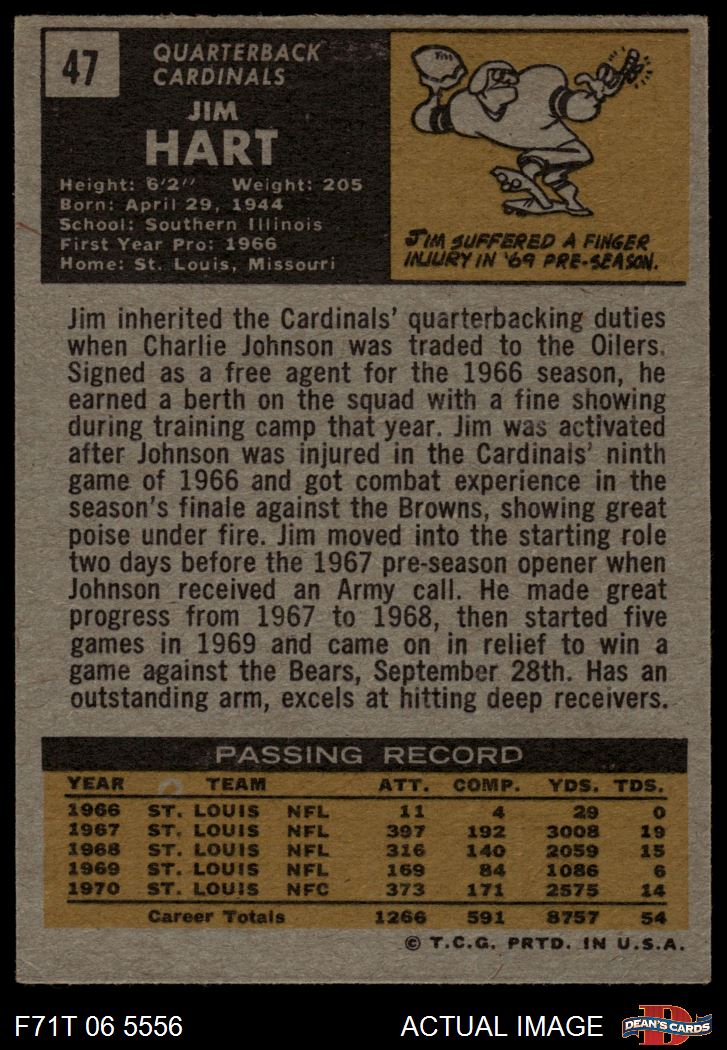 47
QUARTERBACK
CARDINALS
JIM
HART
Height: 6'2" Weight: 205
Born: April 29, 1944
School: Southern Illinois
First Year Pro: 1966
Home: St. Louis, Missouri
JIM SUFFERED A FINGER
INJURY IN '69 PRE-SEASON.
Jim inherited the Cardinals' quarterbacking duties
when Charlie Johnson was traded to the Oilers.
Signed as a free agent for the 1966 season, he
earned a berth on the squad with a fine showing
during training camp that year. Jim was activated
after Johnson was injured in the Cardinals' ninth
game of 1966 and got combat experience in the
season's finale against the Browns, showing great
poise under fire. Jim moved into the starting role
two days before the 1967 pre-season opener when
Johnson received an Army call. He made great
progress from 1967 to 1968, then started five
games in 1969 and came on in relief to win a
game against the Bears, September 28th. Has an
outstanding arm, excels at hitting deep receivers.
PASSING RECORD
YEAR TEAM ATT. COMP. YDS. TDS.
1966 ST. LOUIS NFL 11 4 29 0
1967 ST. LOUIS NFL 397 192 3008 19
1968 ST. LOUIS NFL 316 140 2059 15
1969 ST. LOUIS NFL 169 84 1086 6
1970 ST. LOUIS NFC 373 171 2575 14
Career Totals 1266 591 8757 54
© T.C.G. PRTD. IN U.S.A.
F71T 06 5556 ACTUAL IMAGE
D
DEAN'S CARDS